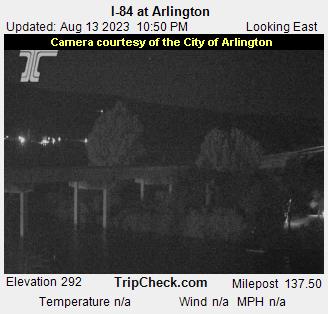 I-84 at Arlington
Updated: Aug 13 2023 10:50 PM Looking East
Camera courtesy of the City of Arlington
Elevation 292 TripCheck.com Milepost 137.50
Temperature n/a Wind n/a MPH n/a